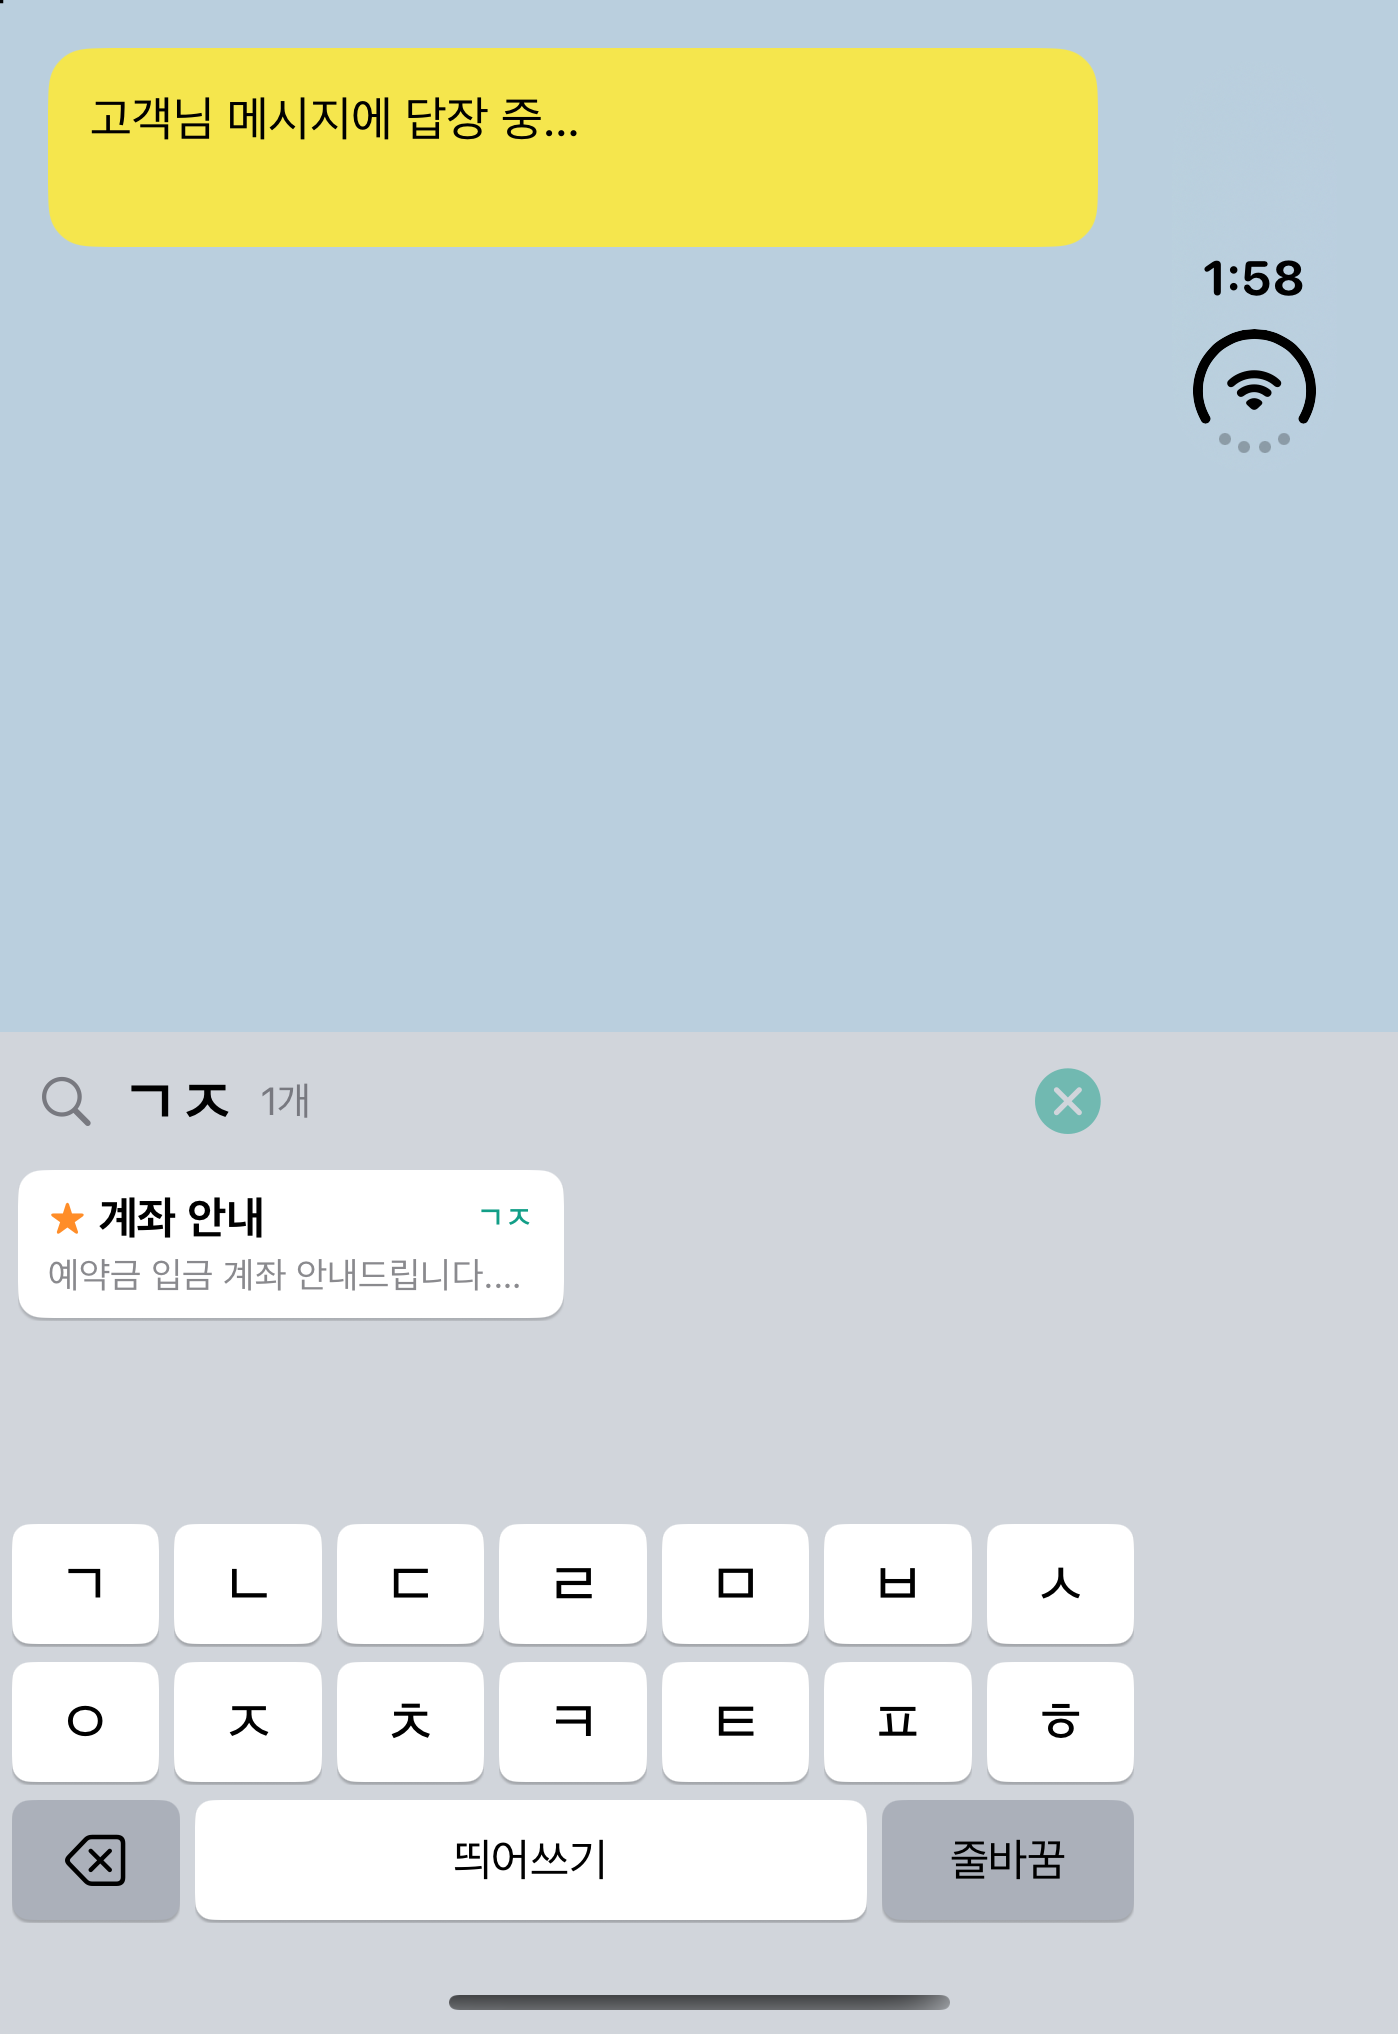 고객님 메시지에 답장 중...
1:58
ㄱㅈ 1개
계좌 안내 ㄱㅈ
예약금 입금 계좌 안내드립니다....
ㄱ ㄴ ㄷ ㄹ ㅁ ㅂ ㅅ
ㅇ ㅈ ㅊ ㅋ ㅌ ㅍ ㅎ
띄어쓰기 줄바꿈